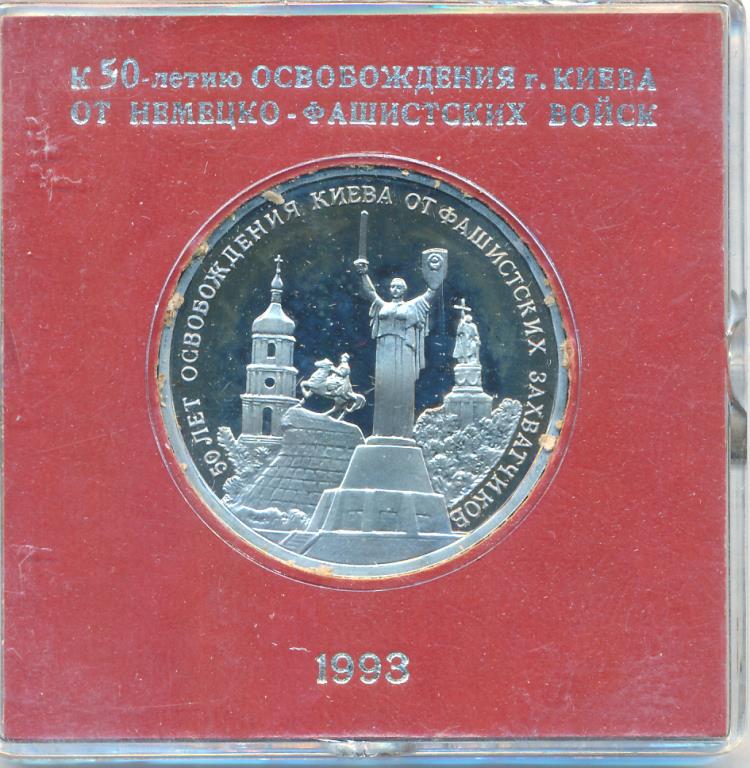 К 50-летию ОСВОБОЖДЕНИЯ г. КИЕВА
ОТ НЕМЕЦКО-ФАШИСТСКИХ ВОЙСК
50 ЛЕТ ОСВОБОЖДЕНИЯ КИЕВА ОТ ФАШИСТСКИХ ЗАХВАТЧИКОВ
1993